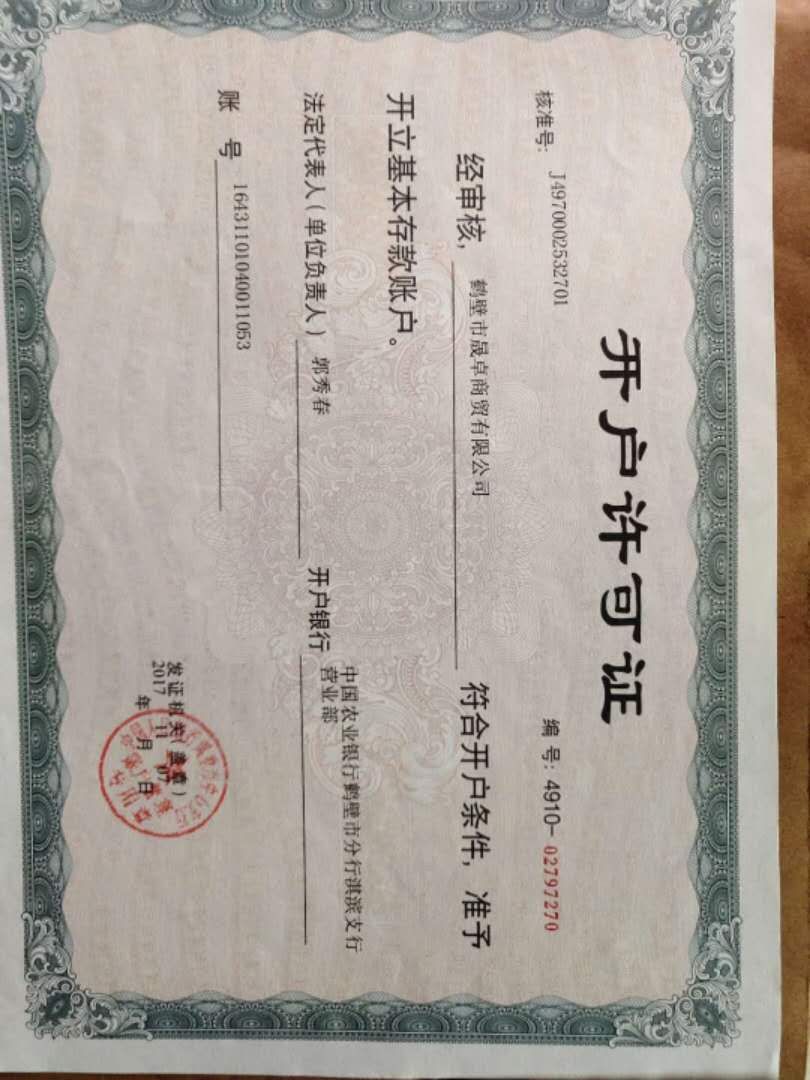 开户许可证
核准号: J4970002532701
编号: 4910-02797270
经审核, 鹤壁市晟卓商贸有限公司 符合开户条件, 准予
开立基本存款账户。
法定代表人(单位负责人) 郭秀春 开户银行 中国农业银行鹤壁市分行淇滨支行
营业部
账 号 16431101040011053
发证机关(盖章)
2017 年 11 月 07 日